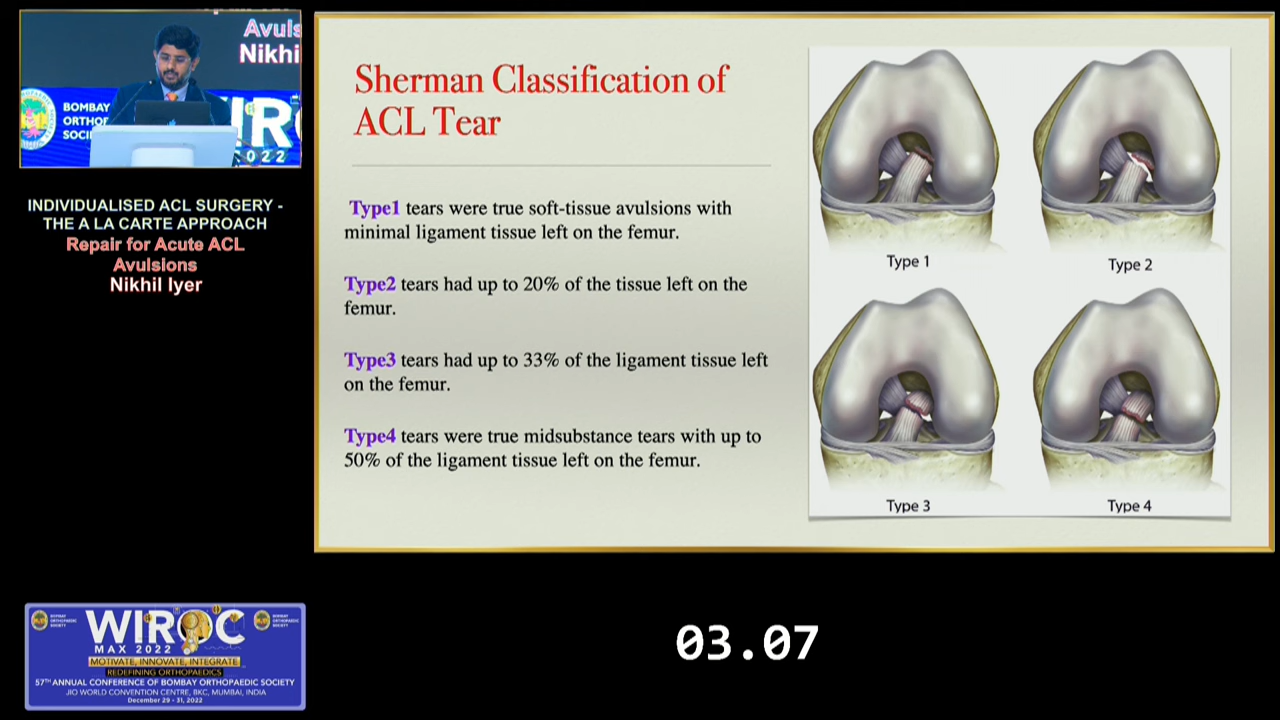 Avuls
Nikhi
BOMBAY
ORTHOP
SOCI
2022
INDIVIDUALISED ACL SURGERY -
THE A LA CARTE APPROACH
Repair for Acute ACL
Avulsions
Nikhil Iyer
Sherman Classification of
ACL Tear
Type1 tears were true soft-tissue avulsions with
minimal ligament tissue left on the femur.
Type2 tears had up to 20% of the tissue left on the
femur.
Type3 tears had up to 33% of the ligament tissue left
on the femur.
Type4 tears were true midsubstance tears with up to
50% of the ligament tissue left on the femur.
Type 1
Type 2
Type 3
Type 4
WIROC
MAX 2022
MOTIVATE, INNOVATE, INTEGRATE
REDEFINING ORTHOPAEDICS
57TH ANNUAL CONFERENCE OF BOMBAY ORTHOPAEDIC SOCIETY
JIO WORLD CONVENTION CENTRE, BKC, MUMBAI, INDIA
December 29 - 31, 2022
03.07